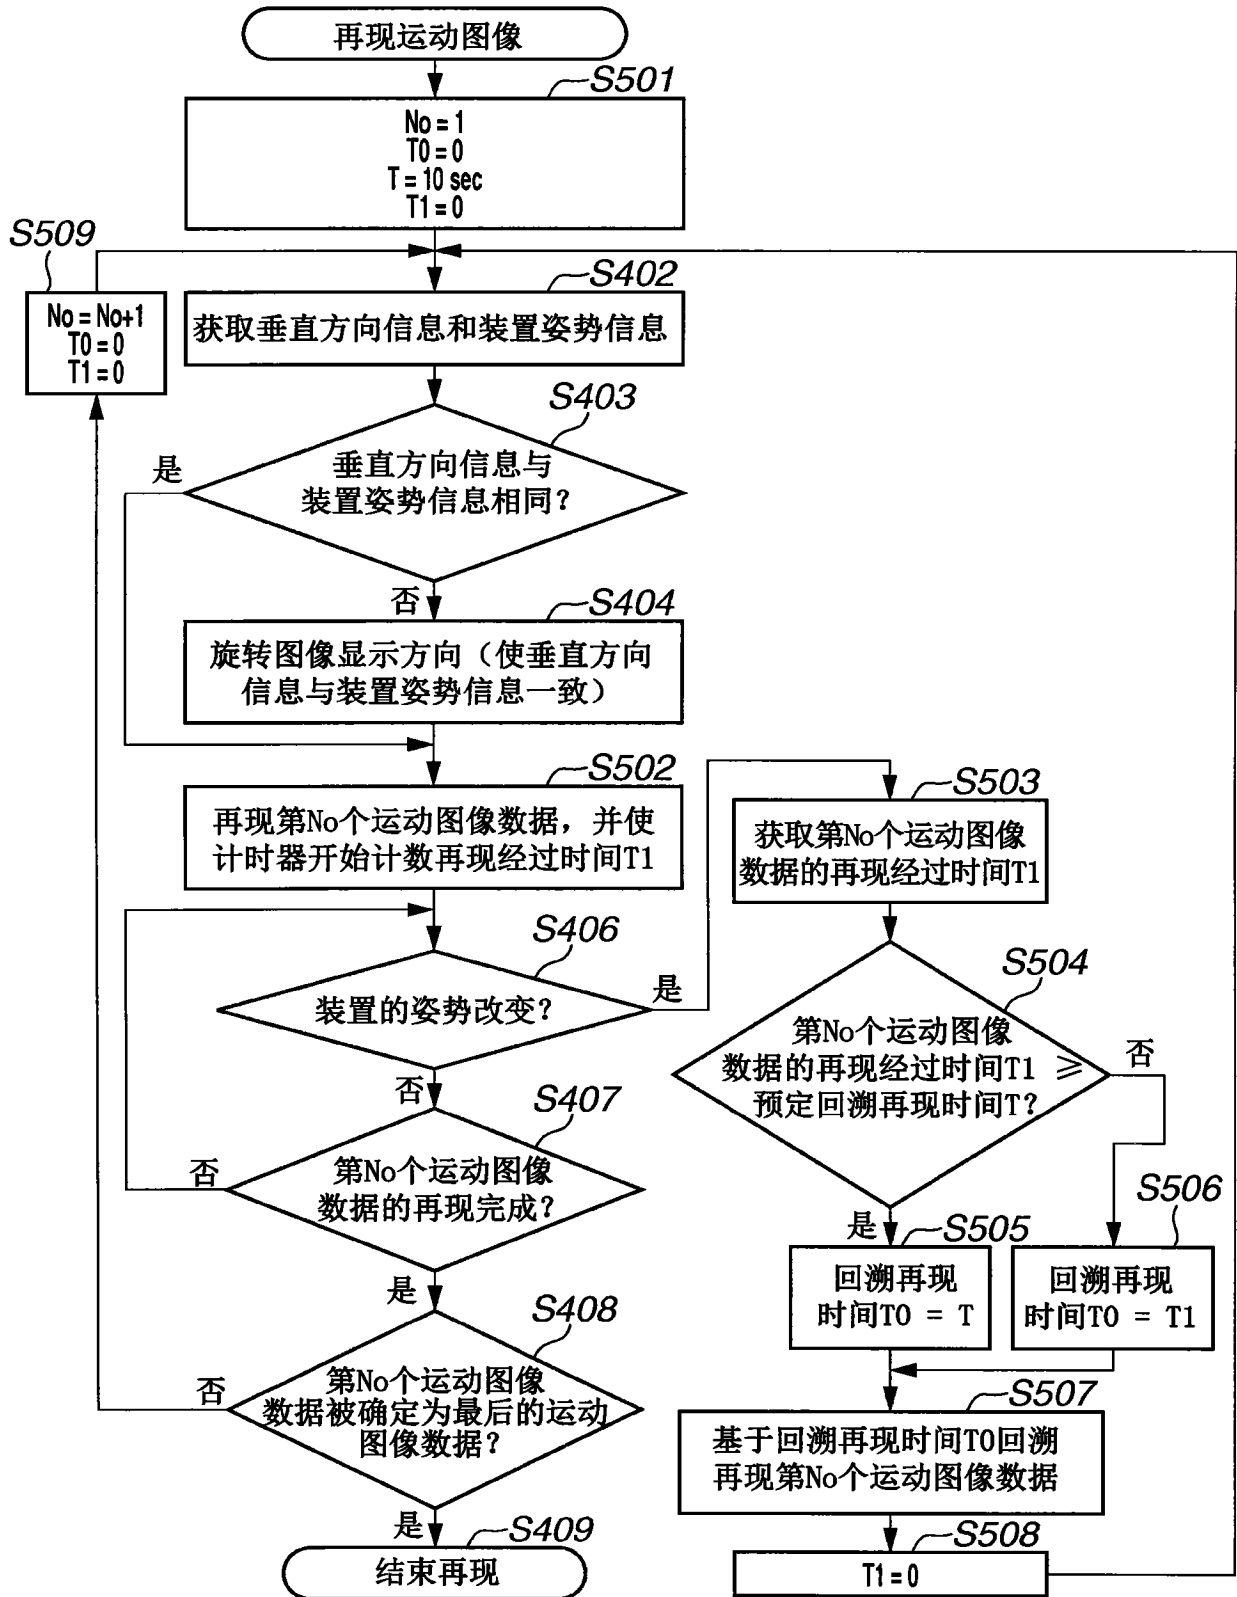 再现运动图像
S501
No = 1
T0 = 0
T = 10 sec
T1 = 0
S509
No = No+1
T0 = 0
T1 = 0
S402
获取垂直方向信息和装置姿势信息
S403
是
垂直方向信息与
装置姿势信息相同?
否
S404
旋转图像显示方向（使垂直方向
信息与装置姿势信息一致）
S502
再现第No个运动图像数据，并使
计时器开始计数再现经过时间T1
S503
获取第No个运动图像
数据的再现经过时间T1
S406
装置的姿势改变?
是
否
S504
第No个运动图像
数据的再现经过时间T1 ≥
预定回溯再现时间T?
否
是
S407
第No个运动图像
数据的再现完成?
否
是
S505
回溯再现
时间T0 = T
S506
回溯再现
时间T0 = T1
S408
第No个运动图像
数据被确定为最后的运动
图像数据?
否
是
S507
基于回溯再现时间T0回溯
再现第No个运动图像数据
S409
结束再现
S508
T1 = 0